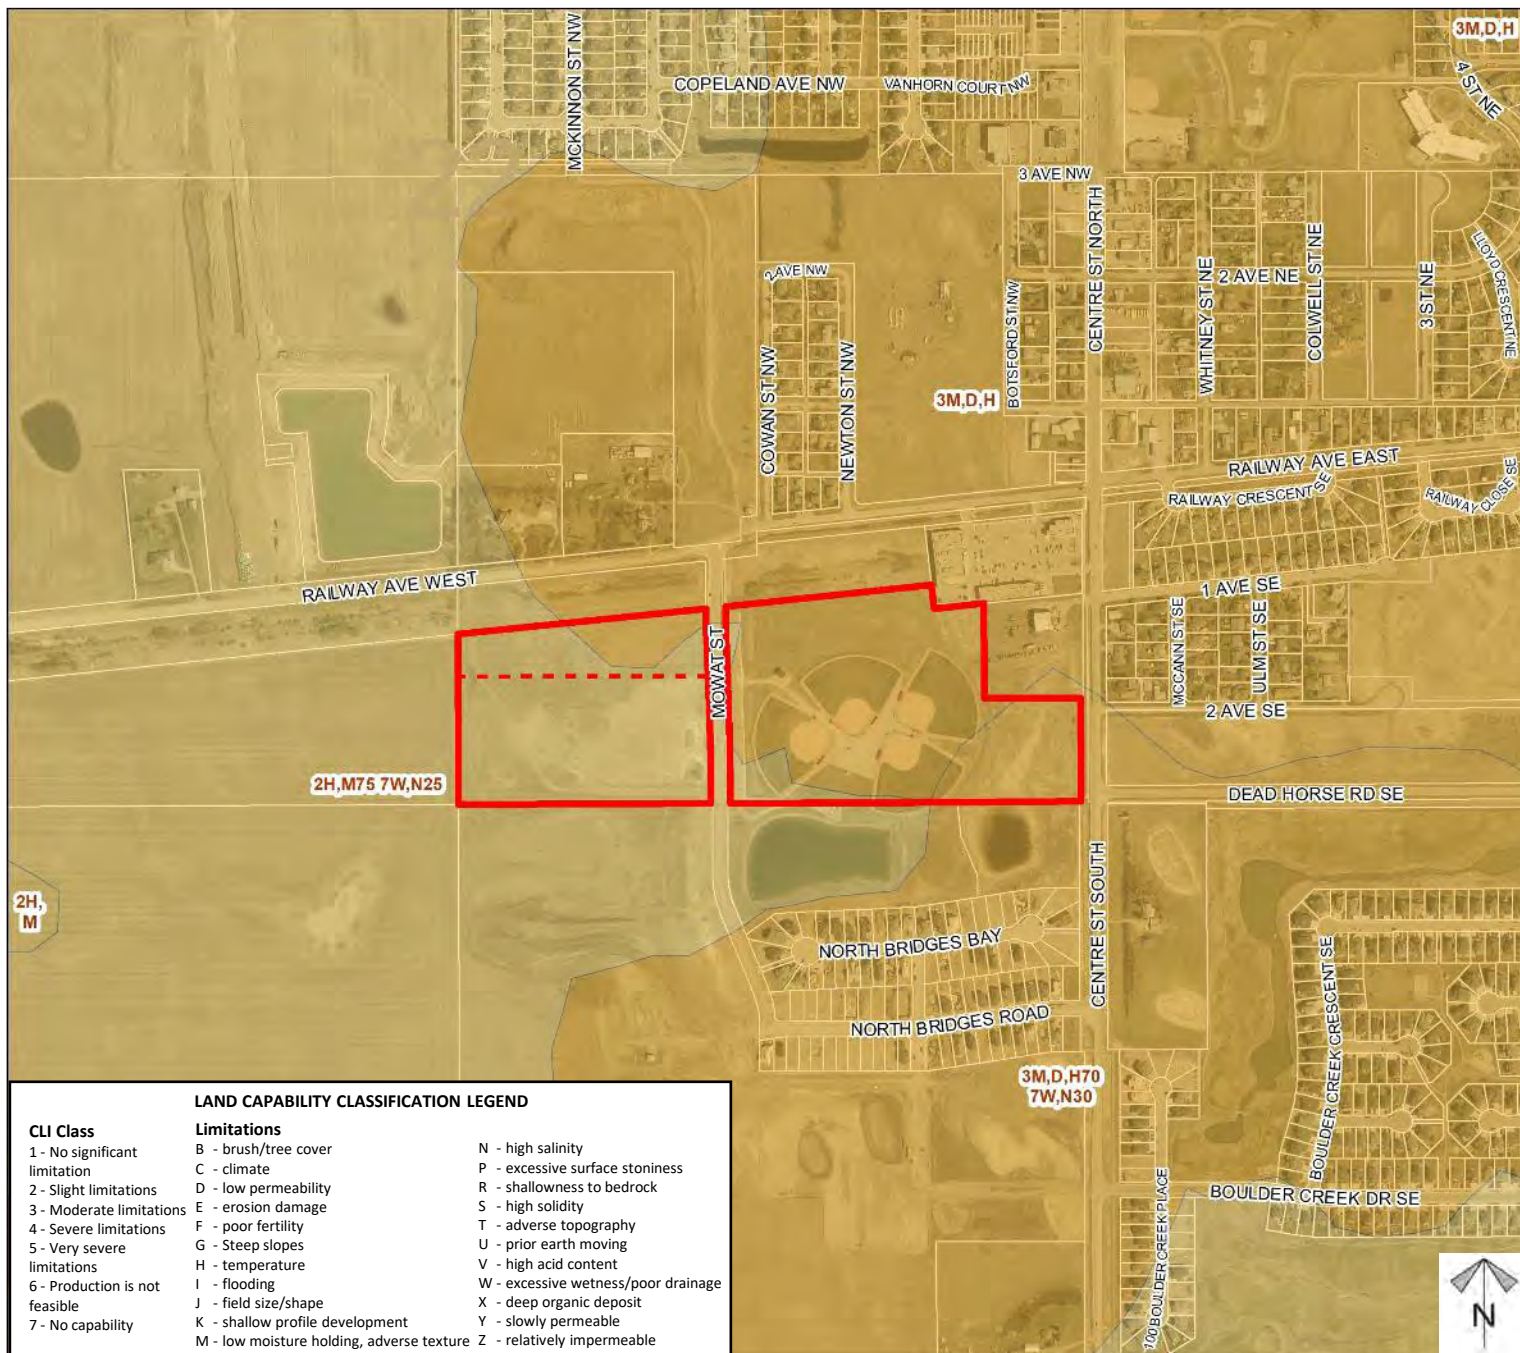 3M,D,H
4 ST NE
MCKINNON ST NW
COPELAND AVE NW
VANHORN COURT NW
3 AVE NW
CENTRE ST NORTH
2 AVE NW
BOTSFORD ST NW
WHITNEY ST NE
2 AVE NE
COLWELL ST NE
3 ST NE
LLOYD CRESCENT NE
COWAN ST NW
NEWTON ST NW
3M,D,H
RAILWAY AVE EAST
RAILWAY CRESCENT SE
RAILWAY CLOSE SE
RAILWAY AVE WEST
1 AVE SE
MOWAT ST
MCCANN ST SE
ULM ST SE
2 AVE SE
2H,M75 7W,N25
DEAD HORSE RD SE
2H,
M
CENTRE ST SOUTH
NORTH BRIDGES BAY
NORTH BRIDGES ROAD
BOULDER CREEK CRESCENT SE
3M,D,H70
7W,N30
BOULDER CREEK DR SE
100 BOULDER CREEK PLACE
LAND CAPABILITY CLASSIFICATION LEGEND
CLI Class
1 - No significant
limitation
2 - Slight limitations
3 - Moderate limitations
4 - Severe limitations
5 - Very severe
limitations
6 - Production is not
feasible
7 - No capability
Limitations
B - brush/tree cover
C - climate
D - low permeability
E - erosion damage
F - poor fertility
G - Steep slopes
H - temperature
I - flooding
J - field size/shape
K - shallow profile development
M - low moisture holding, adverse texture
N - high salinity
P - excessive surface stoniness
R - shallowness to bedrock
S - high solidity
T - adverse topography
U - prior earth moving
V - high acid content
W - excessive wetness/poor drainage
X - deep organic deposit
Y - slowly permeable
Z - relatively impermeable
N